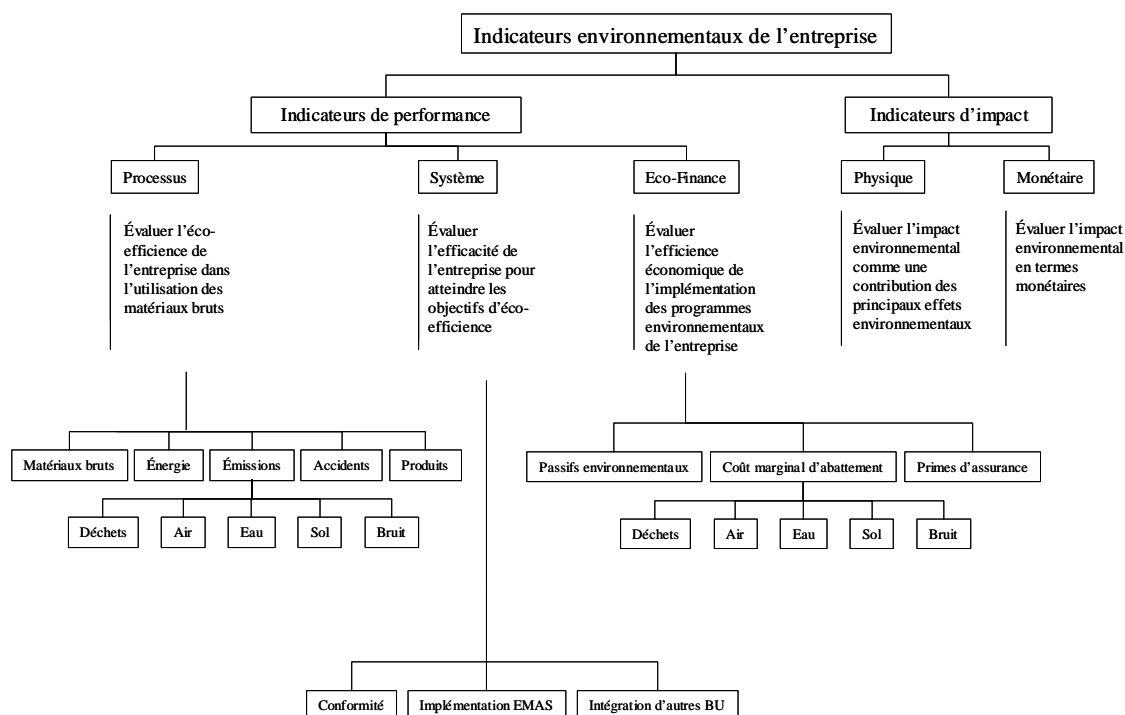 Indicateurs environnementaux de l'entreprise
Indicateurs de performance
Indicateurs d'impact
Processus
Système
Eco-Finance
Physique
Monétaire
Évaluer l'éco-
efficience de
l'entreprise dans
l'utilisation des
matériaux bruts
Évaluer
l'efficacité de
l'entreprise pour
atteindre les
objectifs d'éco-
efficience
Évaluer
l'efficience
économique de
l'implémentation
des programmes
environnementaux
de l'entreprise
Évaluer l'impact
environnemental
comme une
contribution des
principaux effets
environnementaux
Évaluer l'impact
environnemental
en termes
monétaires
Matériaux bruts
Énergie
Émissions
Accidents
Produits
Passifs environnementaux
Coût marginal d'abattement
Primes d'assurance
Déchets
Air
Eau
Sol
Bruit
Déchets
Air
Eau
Sol
Bruit
Conformité
Implémentation EMAS
Intégration d'autres BU